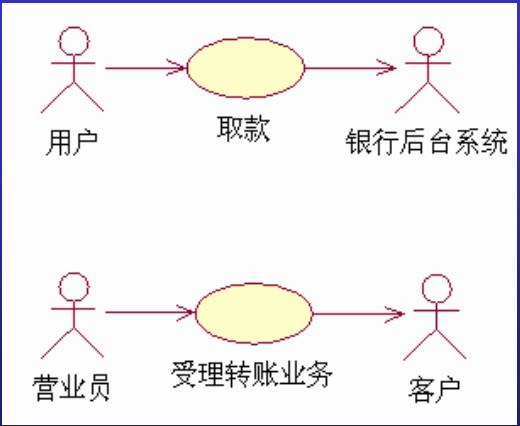 用户
取款
银行后台系统
营业员
受理转账业务
客户